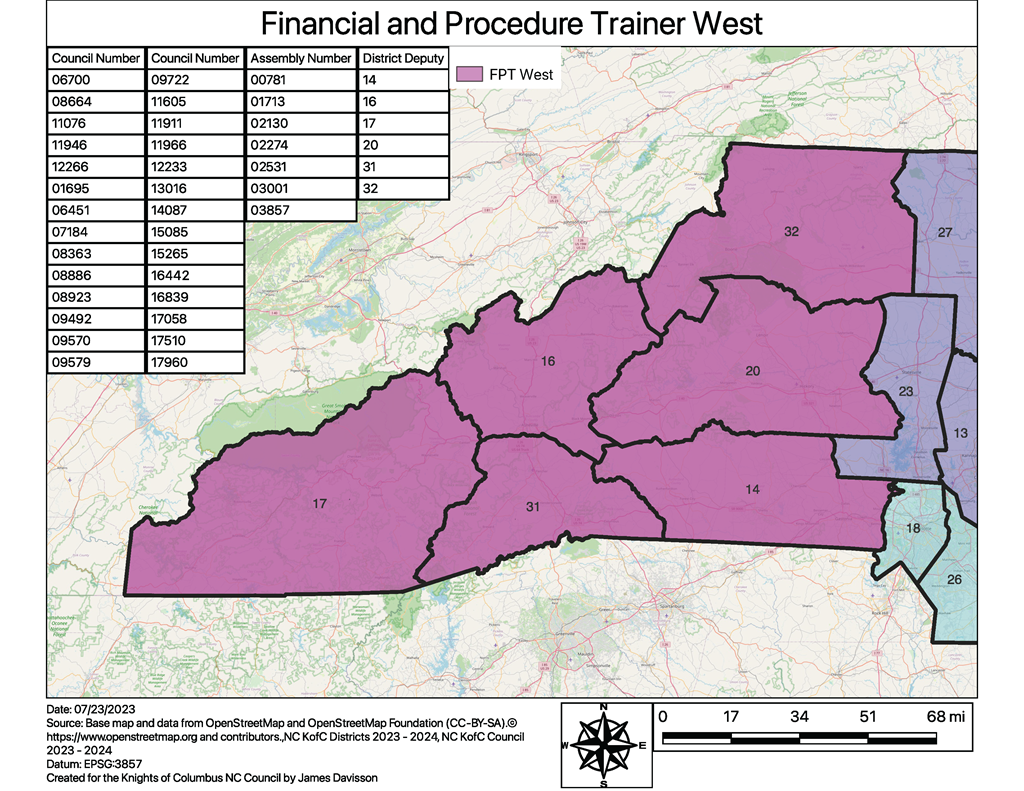 Financial and Procedure Trainer West
Council Number Council Number Assembly Number District Deputy
06700 09722 00781 14
08664 11605 01713 16
11076 11911 02130 17
11946 11966 02274 20
12266 12233 02531 31
01695 13016 03001 32
06451 14087 03857
07184 15085
08363 15265
08886 16442
08923 16839
09492 17058
09570 17510
09579 17960
FPT West
32
27
16
20
23
13
17
31
14
18
26
Date: 07/23/2023
Source: Base map and data from OpenStreetMap and OpenStreetMap Foundation (CC-BY-SA).©
https://www.openstreetmap.org and contributors.,NC KofC Districts 2023 - 2024, NC KofC Council
2023 - 2024
Datum: EPSG:3857
Created for the Knights of Columbus NC Council by James Davisson
N
W E
S
0 17 34 51 68 mi